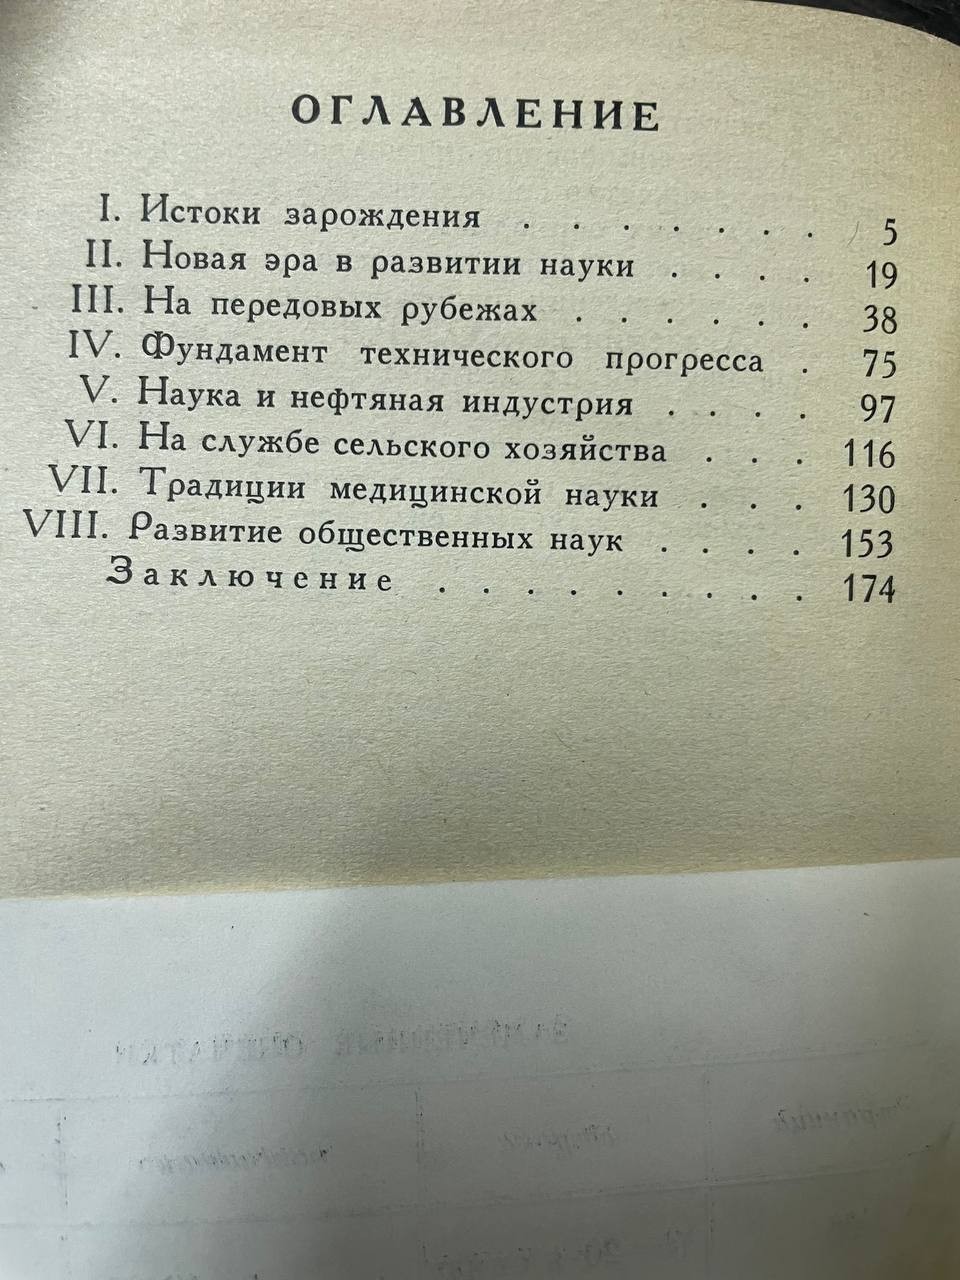 ОГЛАВЛЕНИЕ
I. Истоки зарождения . . . . . . . 5
II. Новая эра в развитии науки . . . . 19
III. На передовых рубежах . . . . . . 38
IV. Фундамент технического прогресса . 75
V. Наука и нефтяная индустрия . . . . 97
VI. На службе сельского хозяйства . . . 116
VII. Традиции медицинской науки . . . 130
VIII. Развитие общественных наук . . . . 153
Заключение . . . . . . . . . 174
ЗАМЕЧЕННЫЕ ОПЕЧАТКИ